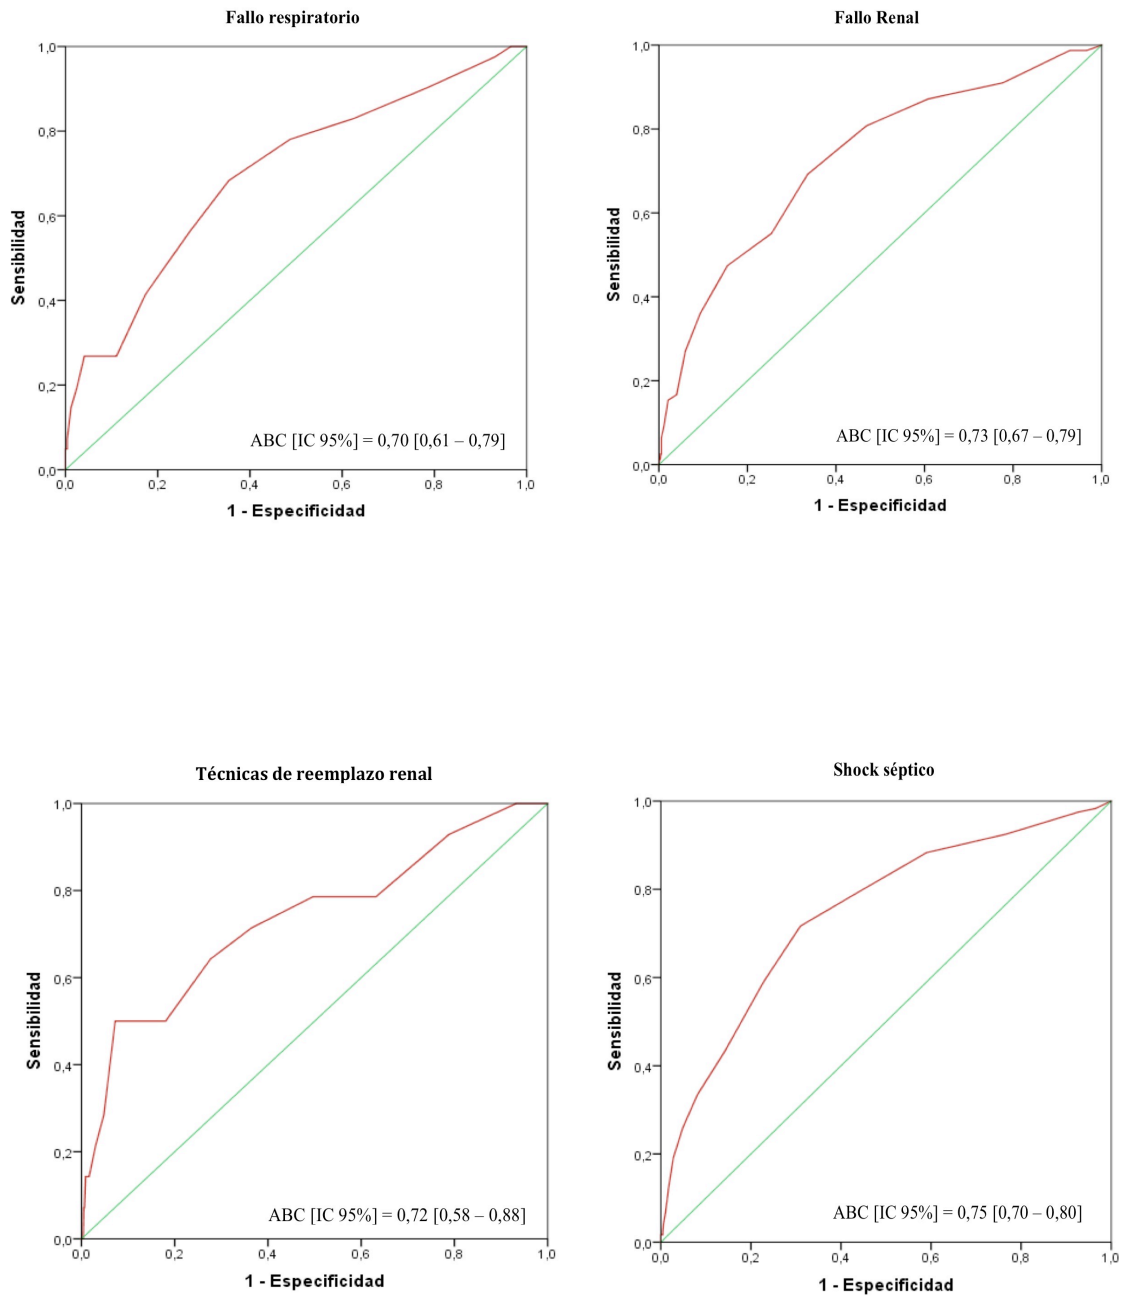 Fallo respiratorio
1,0
0,8
0,6
0,4
0,2
0,0
Sensibilidad
ABC [IC 95%] = 0,70 [0,61 – 0,79]
0,0 0,2 0,4 0,6 0,8 1,0
1 - Especificidad
Fallo Renal
1,0
0,8
0,6
0,4
0,2
0,0
Sensibilidad
ABC [IC 95%] = 0,73 [0,67 – 0,79]
0,0 0,2 0,4 0,6 0,8 1,0
1 - Especificidad
Técnicas de reemplazo renal
1,0
0,8
0,6
0,4
0,2
0,0
Sensibilidad
ABC [IC 95%] = 0,72 [0,58 – 0,88]
0,0 0,2 0,4 0,6 0,8 1,0
1 - Especificidad
Shock séptico
1,0
0,8
0,6
0,4
0,2
0,0
Sensibilidad
ABC [IC 95%] = 0,75 [0,70 – 0,80]
0,0 0,2 0,4 0,6 0,8 1,0
1 - Especificidad